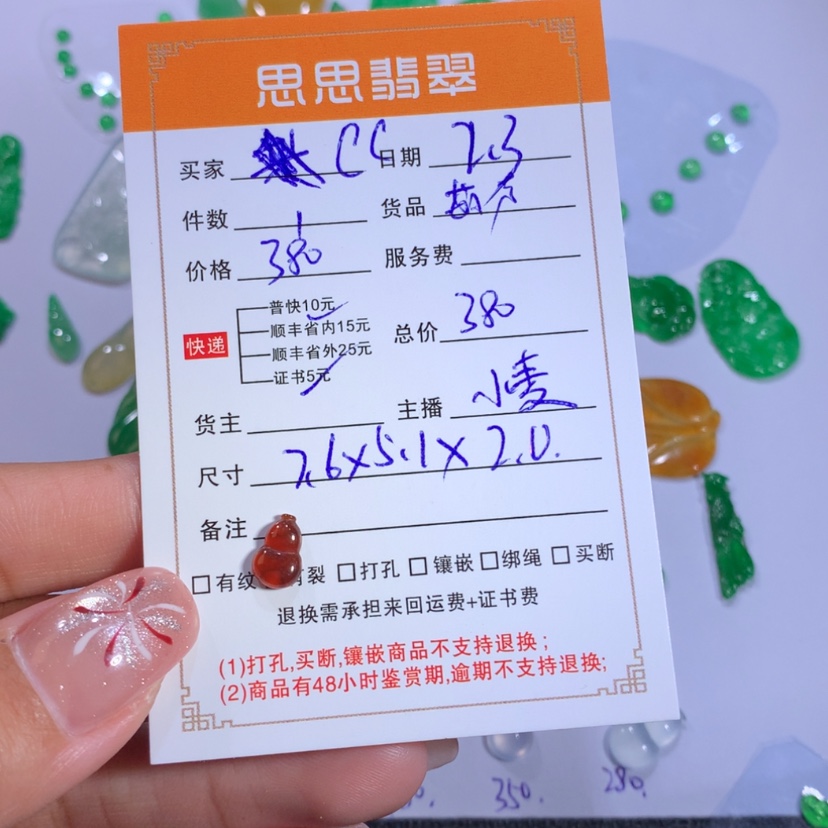 思思翡翠
买家 CC 日期 7.3
件数 1 货品 葫芦
价格 380 服务费
快递
普快10元
顺丰省内15元
顺丰省外25元
证书5元
总价 380
货主 主播 小麦
尺寸 7.6×5.1×2.0.
备注
□有纹 裂 □打孔 □镶嵌 □绑绳 □买断
退换需承担来回运费+证书费
(1)打孔,买断,镶嵌商品不支持退换;
(2)商品有48小时鉴赏期,逾期不支持退换;
350. 280.